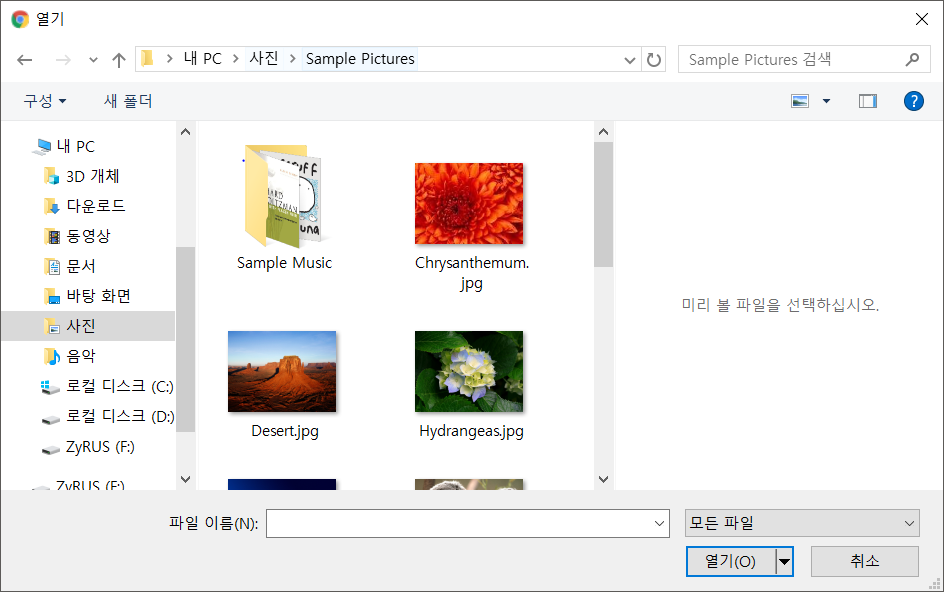 열기
내 PC
사진
Sample Pictures
Sample Pictures 검색
구성
새 폴더
?
내 PC
3D 개체
다운로드
동영상
문서
바탕 화면
사진
음악
로컬 디스크 (C:)
로컬 디스크 (D:)
ZyRUS (F:)
ZyRUS (F:)
Sample Music
Chrysanthemum.
jpg
Desert.jpg
Hydrangeas.jpg
미리 볼 파일을 선택하십시오.
파일 이름(N):
모든 파일
열기(O)
취소